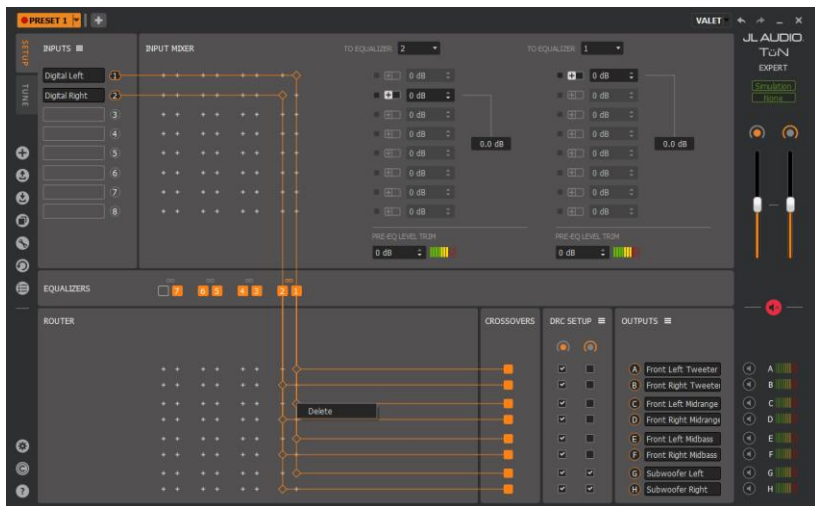 PRESET 1
VALET
JL AUDIO
TüN
EXPERT
Simulation
None
SETUP
TUNE
INPUTS
INPUT MIXER
TO EQUALIZER 2
TO EQUALIZER 1
Digital Left 1
Digital Right 2
3
4
5
6
7
8
0 dB
0 dB
0 dB
0 dB
0 dB
0 dB
0 dB
0 dB
0.0 dB
0 dB
0 dB
0 dB
0 dB
0 dB
0 dB
0 dB
0 dB
0.0 dB
PRE-EQ LEVEL TRIM
0 dB
PRE-EQ LEVEL TRIM
0 dB
EQUALIZERS
7 6 5 4 3 2 1
ROUTER
CROSSOVERS
DRC SETUP
OUTPUTS
Delete
A Front Left Tweeter A
B Front Right Tweeter B
C Front Left Midrange C
D Front Right Midrange D
E Front Left Midbass E
F Front Right Midbass F
G Subwoofer Left G
H Subwoofer Right H